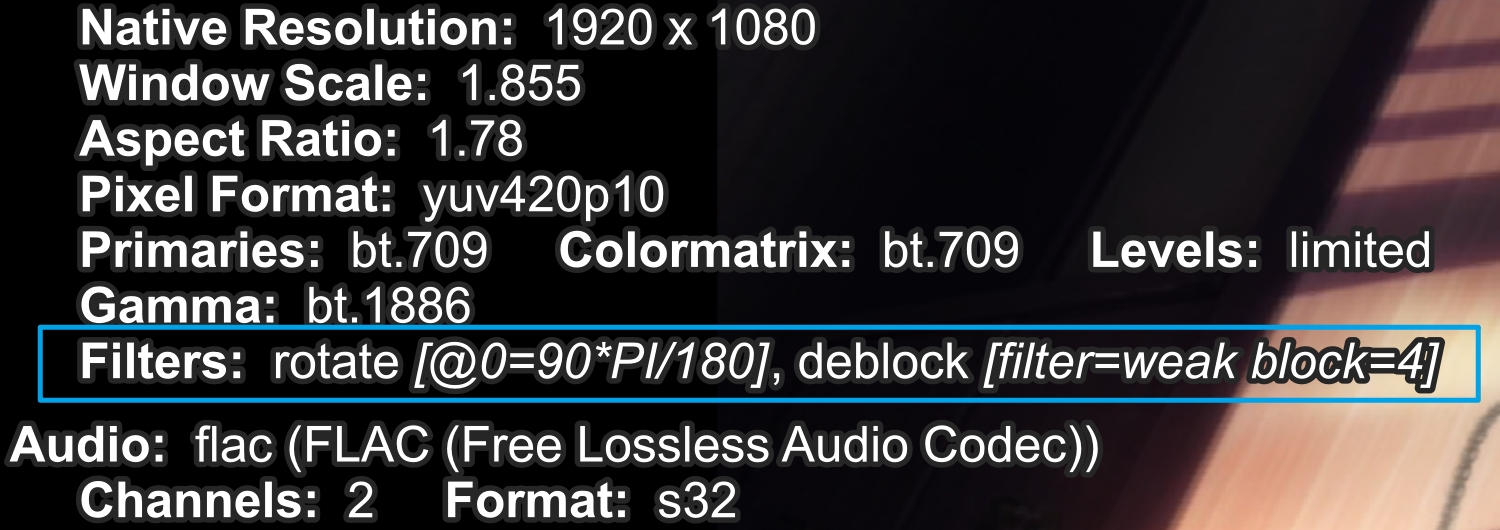 Native Resolution: 1920 x 1080
Window Scale: 1.855
Aspect Ratio: 1.78
Pixel Format: yuv420p10
Primaries: bt.709 Colormatrix: bt.709 Levels: limited
Gamma: bt.1886
Filters: rotate [@0=90*PI/180], deblock [filter=weak block=4]
Audio: flac (FLAC (Free Lossless Audio Codec))
Channels: 2 Format: s32